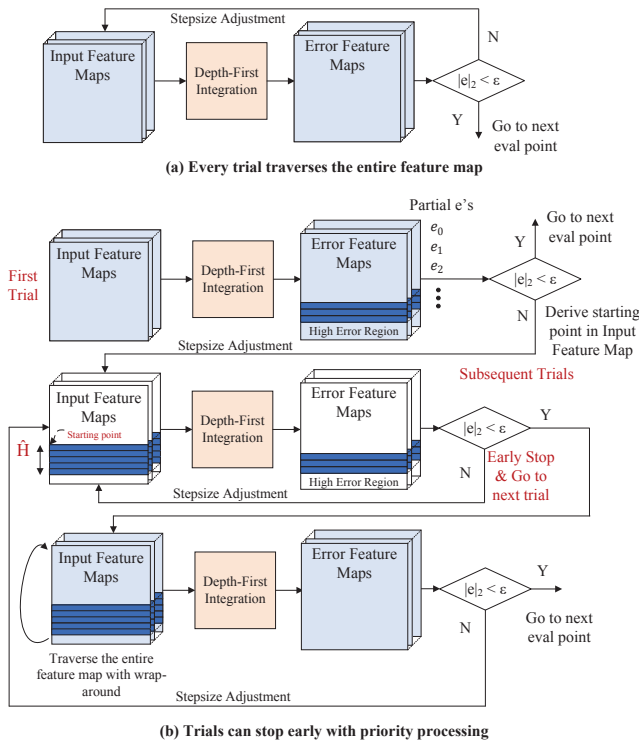 Stepsize Adjustment
Input Feature
Maps
Depth-First
Integration
Error Feature
Maps
N
|e|₂ < ε
Y
Go to next
eval point
(a) Every trial traverses the entire feature map
Partial e's
e₀
e₁
e₂
Go to next
eval point
First
Trial
Input Feature
Maps
Depth-First
Integration
Error Feature
Maps
High Error Region
Y
|e|₂ < ε
N
Derive starting
point in Input
Feature Map
Stepsize Adjustment
Subsequent Trials
Input Feature
Maps
Starting point
Ĥ
Depth-First
Integration
Error Feature
Maps
High Error Region
|e|₂ < ε
Y
N
Early Stop
& Go to
next trial
Stepsize Adjustment
Input Feature
Maps
Depth-First
Integration
Error Feature
Maps
|e|₂ < ε
Y
N
Go to next
eval point
Traverse the entire
feature map with wrap-
around
Stepsize Adjustment
(b) Trials can stop early with priority processing